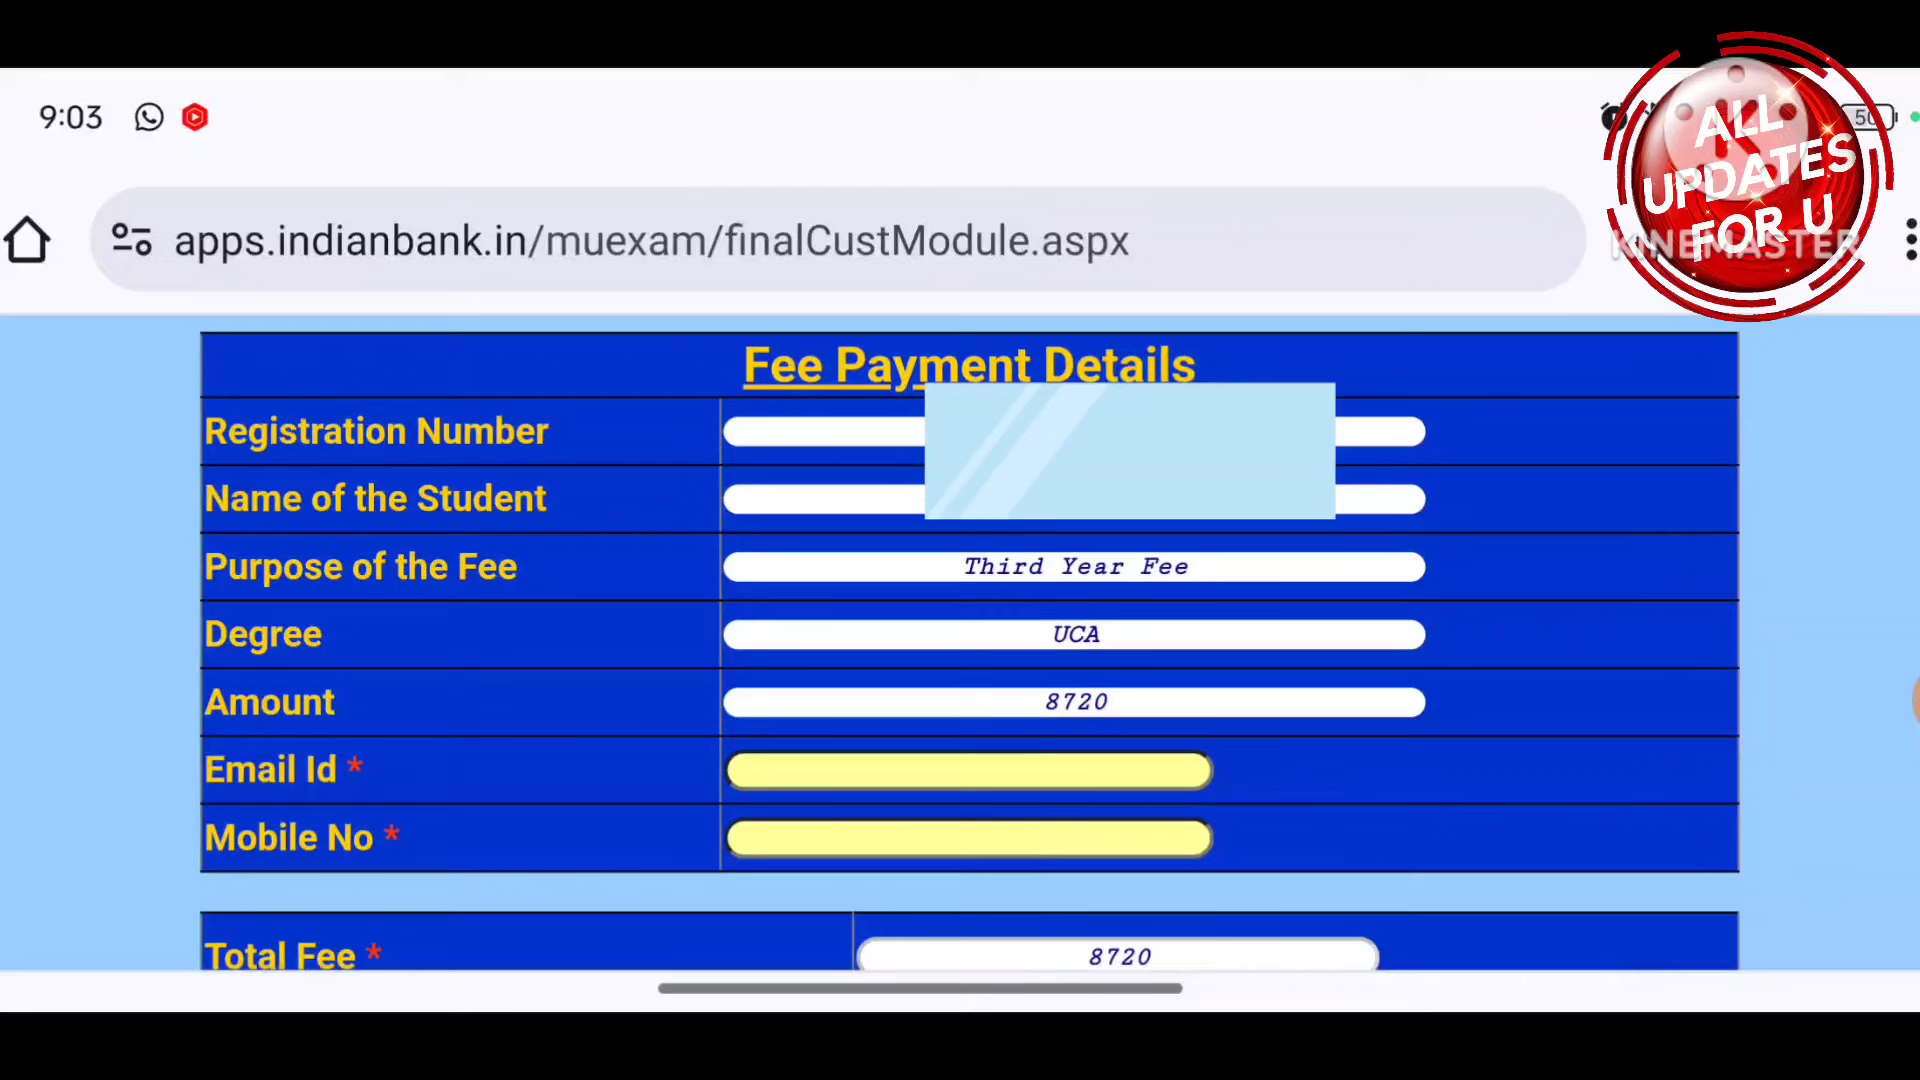 9:03
50
apps.indianbank.in/muexam/finalCustModule.aspx
ALL
UPDATES
FOR U
KINEMASTER
Fee Payment Details
Registration Number
Name of the Student
Purpose of the Fee
Third Year Fee
Degree
UCA
Amount
8720
Email Id *
Mobile No *
Total Fee *
8720